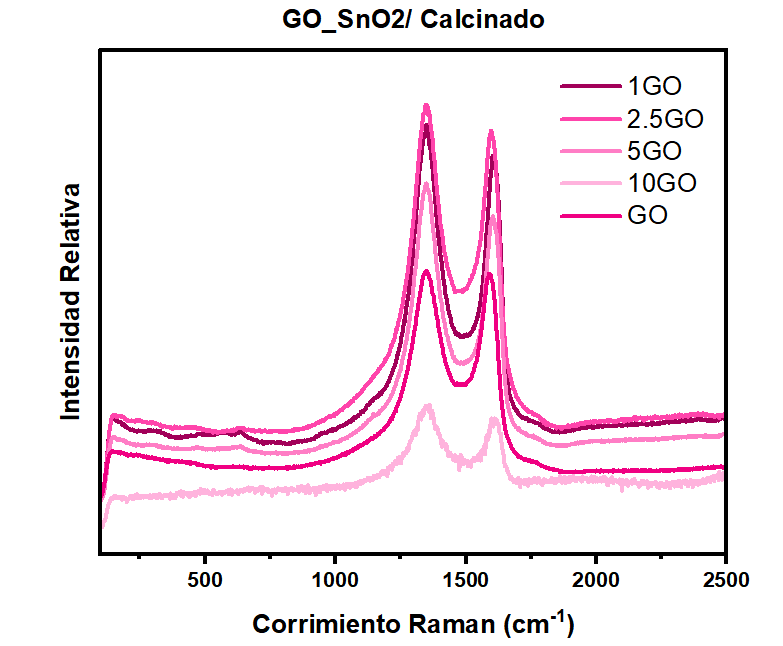 GO_SnO2/ Calcinado
1GO
2.5GO
5GO
10GO
GO
Intensidad Relativa
500 1000 1500 2000 2500
Corrimiento Raman (cm⁻¹)